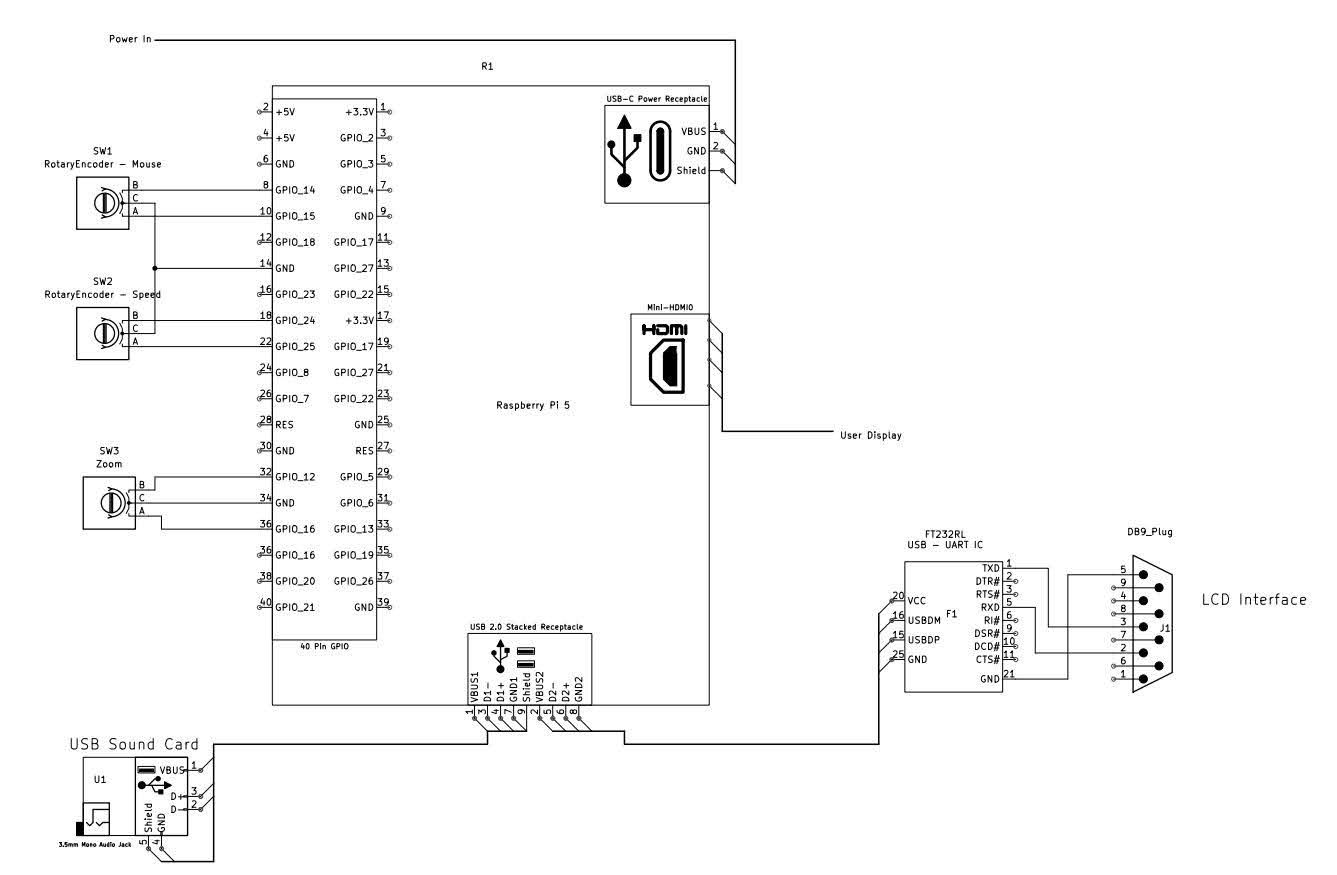 Power In
R1
USB-C Power Receptacle
VBUS 1
GND 2
Shield
2 +5V +3.3V 1
4 +5V GPIO_2 3
6 GND GPIO_3 5
8 GPIO_14 GPIO_4 7
10 GPIO_15 GND 9
12 GPIO_18 GPIO_17 11
14 GND GPIO_27 13
16 GPIO_23 GPIO_22 15
18 GPIO_24 +3.3V 17
22 GPIO_25 GPIO_17 19
24 GPIO_8 GPIO_27 21
26 GPIO_7 GPIO_22 23
28 RES GND 25
30 GND RES 27
32 GPIO_12 GPIO_5 29
34 GND GPIO_6 31
36 GPIO_16 GPIO_13 33
36 GPIO_16 GPIO_19 35
38 GPIO_20 GPIO_26 37
40 GPIO_21 GND 39
40 Pin GPIO
SW1
RotaryEncoder - Mouse
B
C
A
SW2
RotaryEncoder - Speed
B
C
A
SW3
Zoom
B
C
A
Mini-HDMI0
HDMI
Raspberry Pi 5
User Display
USB 2.0 Stacked Receptacle
VBUS1 1
D1- 3
D1+ 4
GND1 7
Shield 9
VBUS2 2
D2- 5
D2+ 6
GND2 8
FT232RL
USB - UART IC
F1
20 VCC
16 USBDM
15 USBDP
25 GND
TXD 1
DTR# 2
RTS# 3
RXD 5
RI# 6
DSR# 9
DCD# 10
CTS# 11
GND 21
DB9_Plug
5
9
4
8
3
7
2
6
1
J1
LCD Interface
USB Sound Card
U1
VBUS 1
D+ 3
D- 2
Shield 5
GND 4
3.5mm Mono Audio Jack